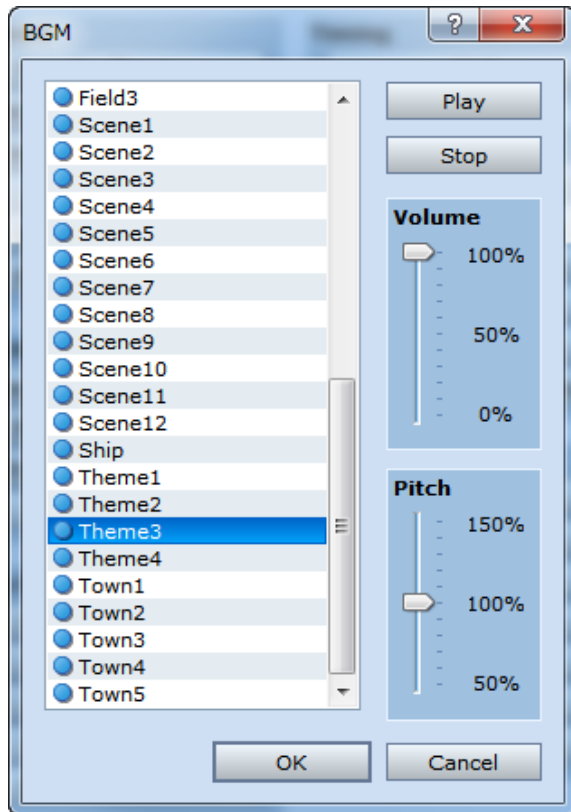 BGM
?
Field3
Scene1
Scene2
Scene3
Scene4
Scene5
Scene6
Scene7
Scene8
Scene9
Scene10
Scene11
Scene12
Ship
Theme1
Theme2
Theme3
Theme4
Town1
Town2
Town3
Town4
Town5
Play
Stop
Volume
100%
50%
0%
Pitch
150%
100%
50%
OK
Cancel